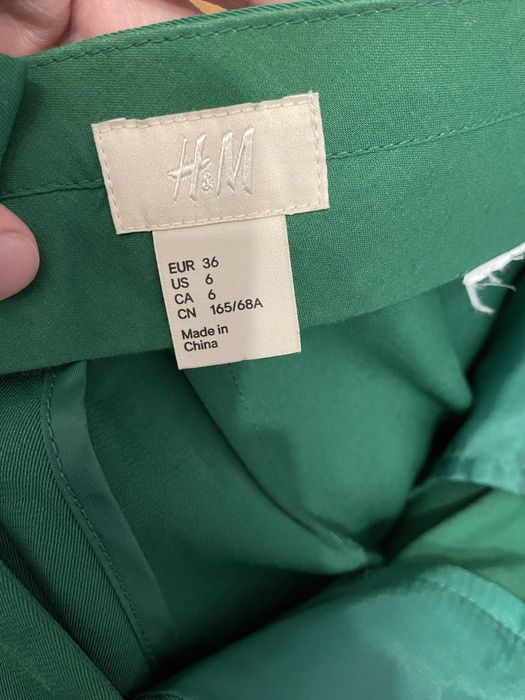 H&M
EUR 36
US 6
CA 6
CN 165/68A
Made in
China